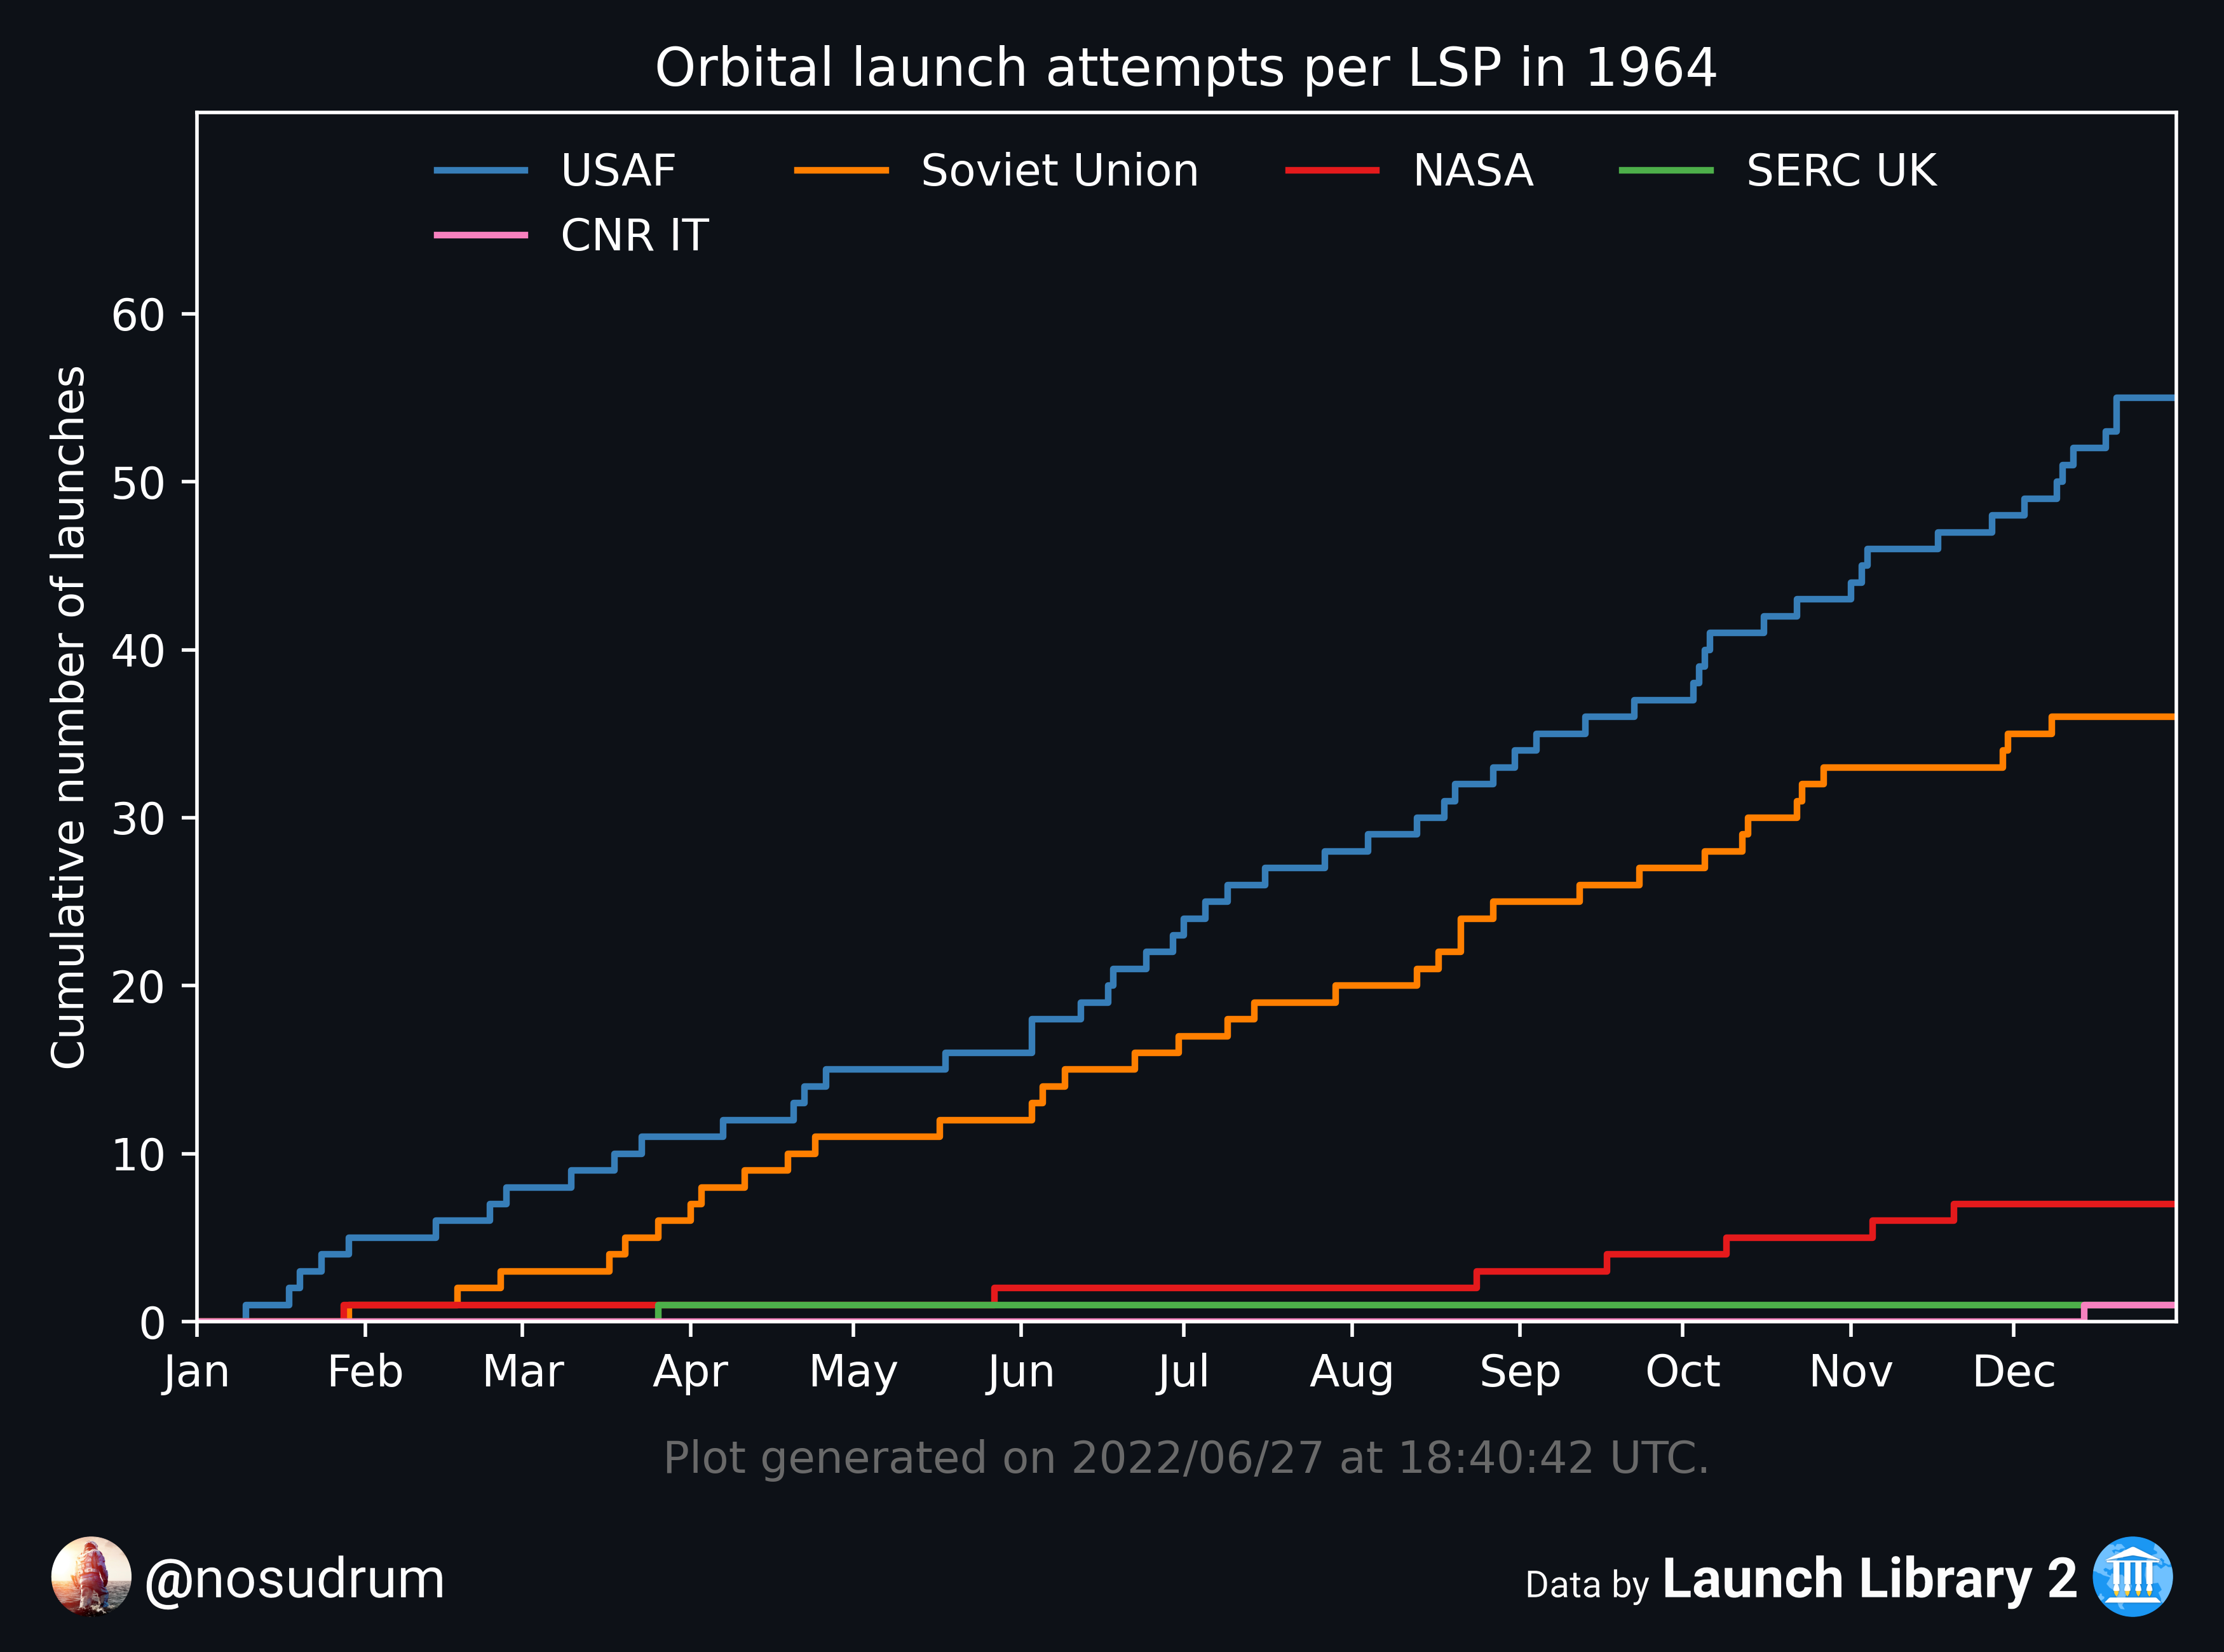 Orbital launch attempts per LSP in 1964
USAF Soviet Union NASA SERC UK
CNR IT
Cumulative number of launches
60
50
40
30
20
10
0
Jan Feb Mar Apr May Jun Jul Aug Sep Oct Nov Dec
Plot generated on 2022/06/27 at 18:40:42 UTC.
@nosudrum
Data by Launch Library 2